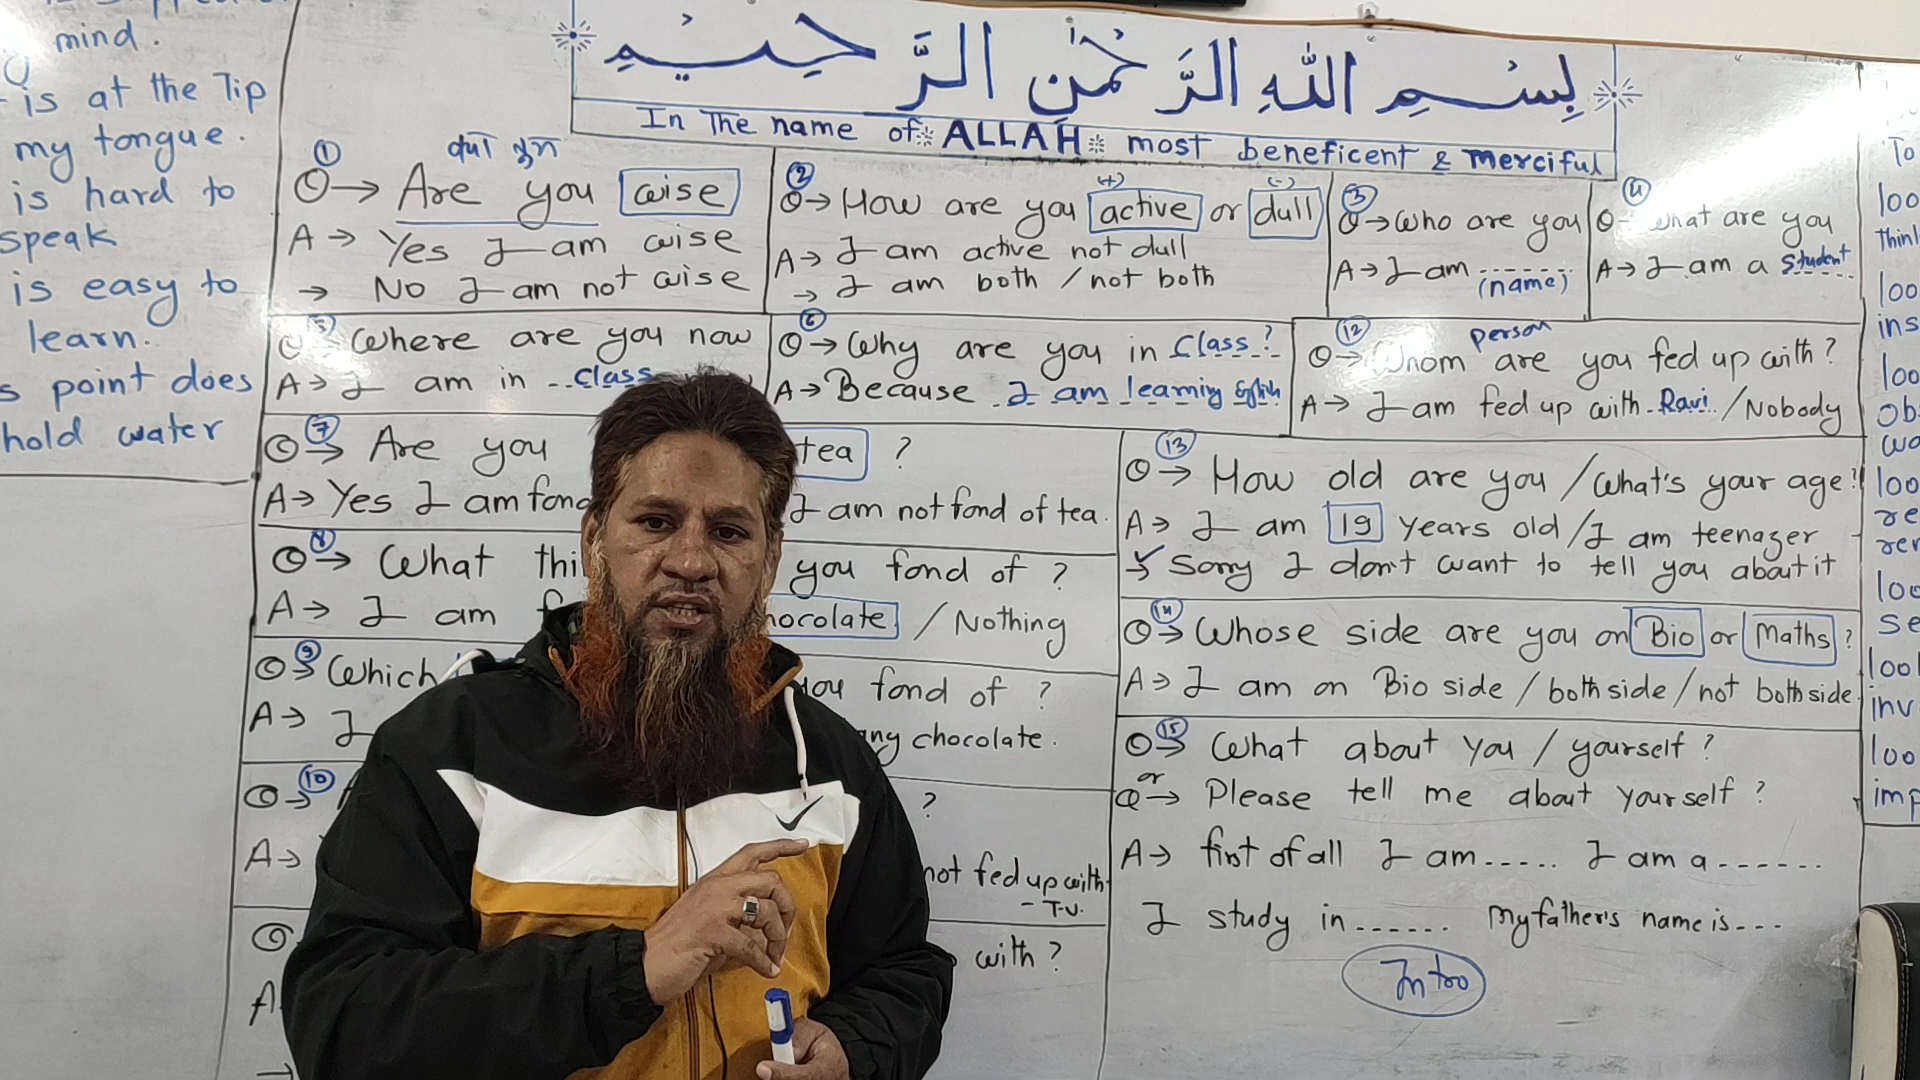 mind.
is at the Tip
my tongue.
is hard to
speak
is easy to
learn.
point does
hold water
بِسْمِ اللهِ الرَّحْمٰنِ الرَّحِيْمِ
In The name of ALLAH most beneficent & merciful
1
Q → Are you wise
A → Yes I am wise
→ No I am not wise
2
(+) (-)
Q → How are you active or dull
A → I am active not dull
→ I am both / not both
3
Q → Who are you
A → I am ........
(name)
4
Q → What are you
A → I am a student
5
Q → Where are you now
A → I am in class
6
Q → Why are you in Class?
A → Because I am learning English
12
person
Q → Whom are you fed up with?
A → I am fed up with Ravi / Nobody
7
Q → Are you tea ?
A → Yes I am fond I am not fond of tea.
8
Q → What you fond of ?
A → I am / Nothing
9
Q → Which you fond of ?
A → I any chocolate.
10
Q → ?
A → not fed up with
- T.V.
Q with ?
A
→
13
Q → How old are you / What's your age?
A → I am 19 years old / I am teenager
→ Sorry I don't want to tell you about it
14
Q → Whose side are you on Bio or Maths ?
A → I am on Bio side / both side / not both side
15
Q → What about you / yourself ?
or
Q → Please tell me about yourself ?
A → first of all I am..... I am a ------
I study in ...... My father's name is ---
Intro
To